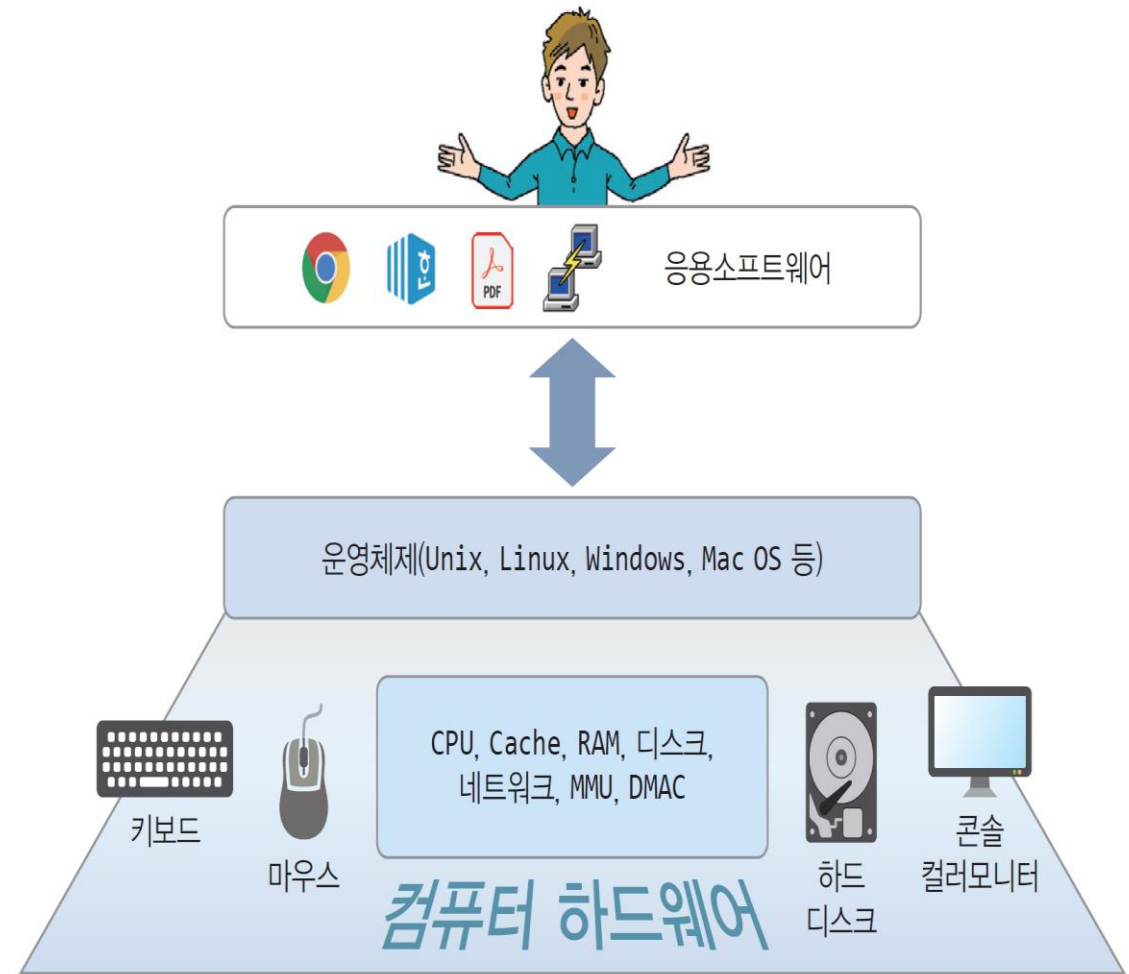 한
PDF
응용소프트웨어
운영체제(Unix, Linux, Windows, Mac OS 등)
CPU, Cache, RAM, 디스크,
네트워크, MMU, DMAC
키보드
마우스
하드
디스크
콘솔
컬러모니터
컴퓨터 하드웨어